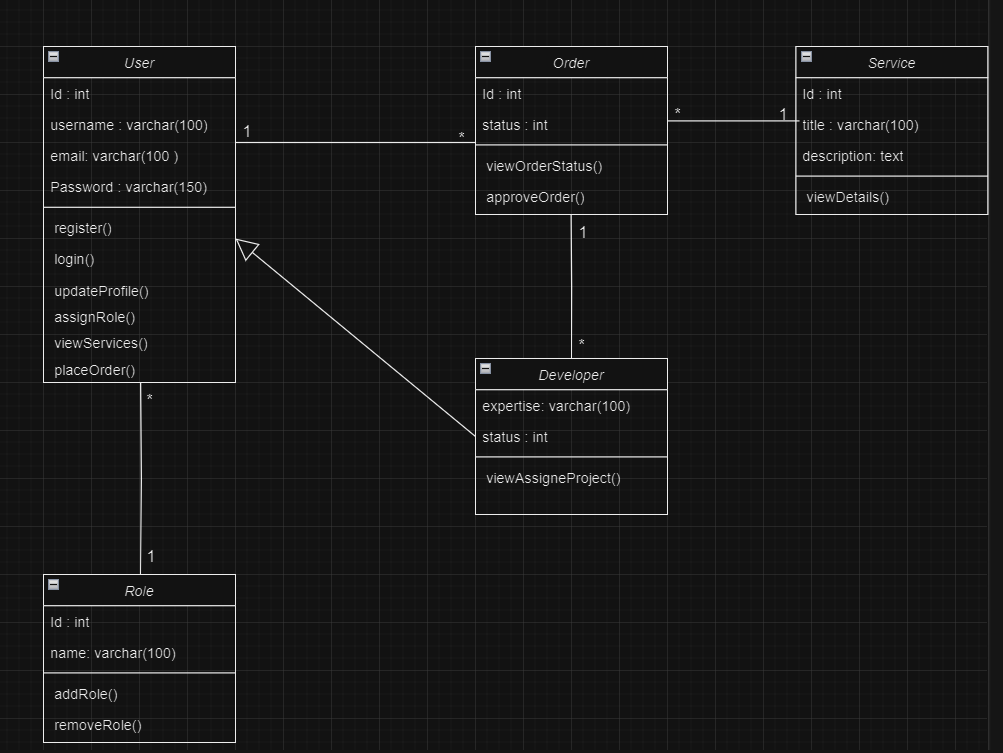 User
Id : int
username : varchar(100)
email: varchar(100 )
Password : varchar(150)
register()
login()
updateProfile()
assignRole()
viewServices()
placeOrder()
1
*
Order
Id : int
status : int
viewOrderStatus()
approveOrder()
*
1
Service
Id : int
title : varchar(100)
description: text
viewDetails()
1
*
Developer
expertise: varchar(100)
status : int
viewAssigneProject()
*
1
Role
Id : int
name: varchar(100)
addRole()
removeRole()